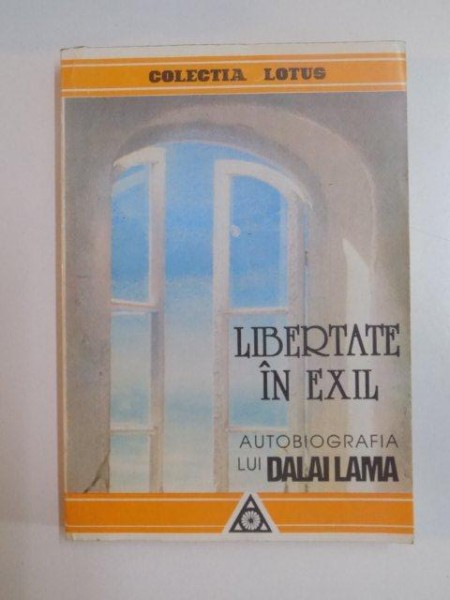 COLECTIA LOTUS
LIBERTATE
ÎN EXIL
AUTOBIOGRAFIA
LUI DALAI LAMA